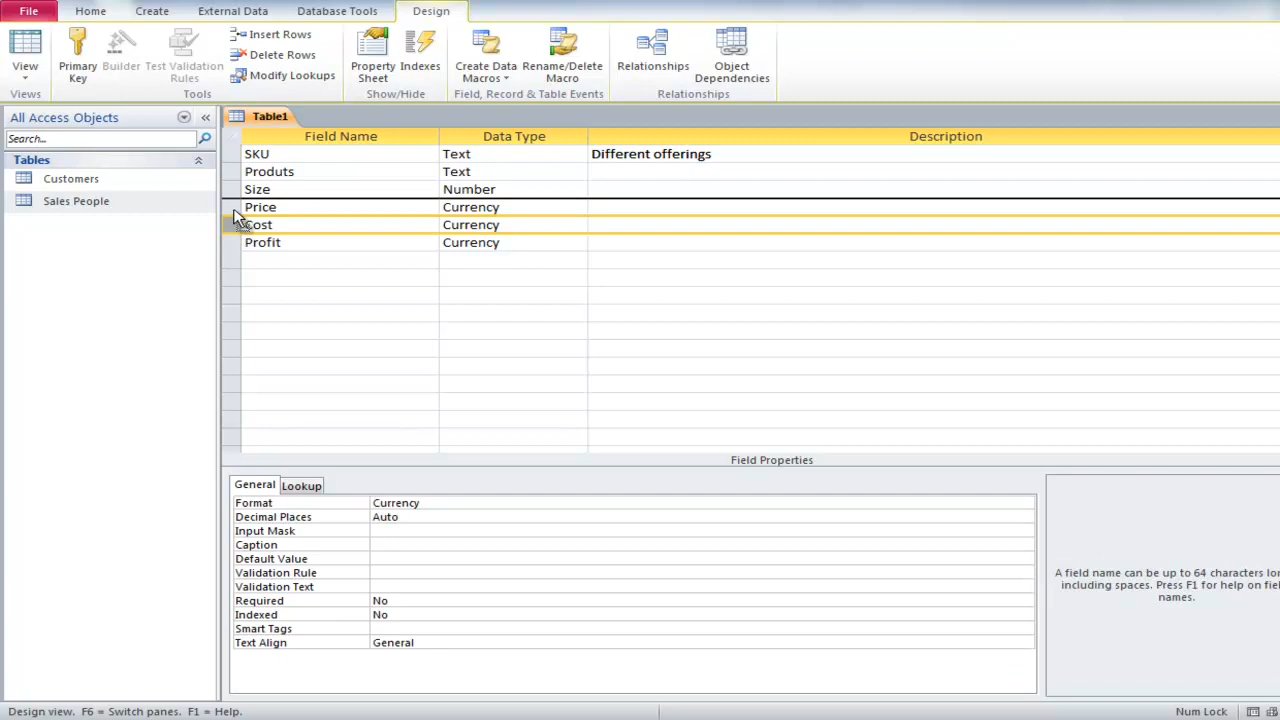 File Home Create External Data Database Tools Design
View Primary Key Builder Test Validation Rules Insert Rows Delete Rows Modify Lookups Property Sheet Indexes Create Data Macros Rename/Delete Macro Relationships Object Dependencies
Views Tools Show/Hide Field, Record & Table Events Relationships
All Access Objects
Search...
Tables
Customers
Sales People
Table1
Field Name Data Type Description
SKU Text Different offerings
Produts Text
Size Number
Price Currency
Cost Currency
Profit Currency
Field Properties
General Lookup
Format Currency
Decimal Places Auto
Input Mask
Caption
Default Value
Validation Rule
Validation Text
Required No
Indexed No
Smart Tags
Text Align General
A field name can be up to 64 characters
including spaces. Press F1 for help on
names.
Design view. F6 = Switch panes. F1 = Help. Num Lock